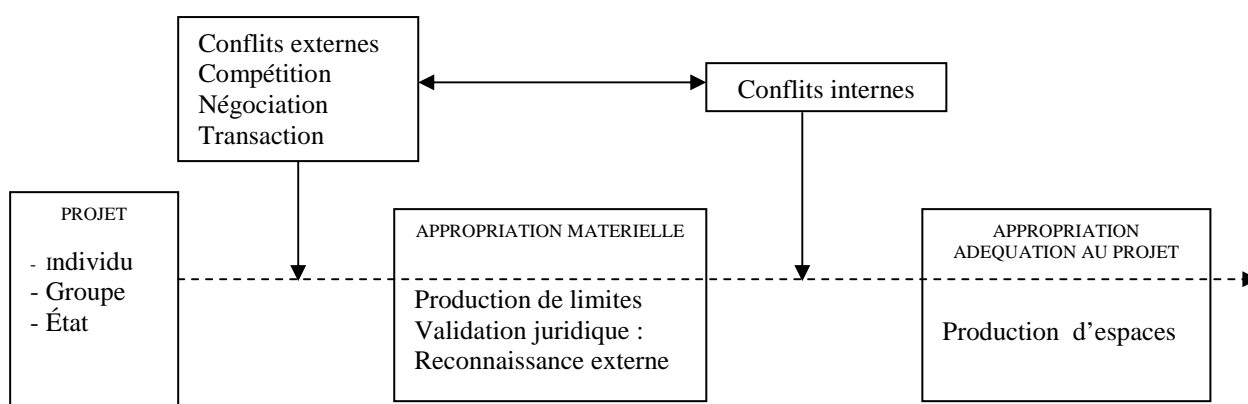 Conflits externes
Compétition
Négociation
Transaction
Conflits internes
PROJET
- Individu
- Groupe
- État
APPROPRIATION MATERIELLE
Production de limites
Validation juridique :
Reconnaissance externe
APPROPRIATION
ADEQUATION AU PROJET
Production d’espaces